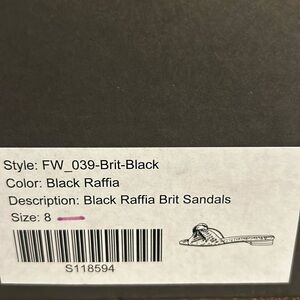 Style: FW_039-Brit-Black
Color: Black Raffia
Description: Black Raffia Brit Sandals
Size: 8
S118594